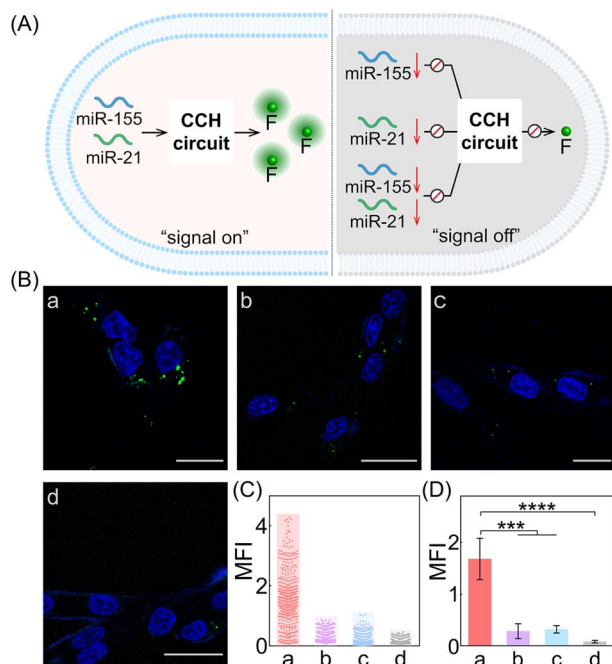 (A)
miR-155
miR-21
CCH
circuit
F
F
F
"signal on"
miR-155
miR-21
miR-155
miR-21
CCH
circuit
F
"signal off"
(B)
a
b
c
d
(C)
MFI
4
2
0
a b c d
(D)
MFI
2
1
0
****
***
a b c d